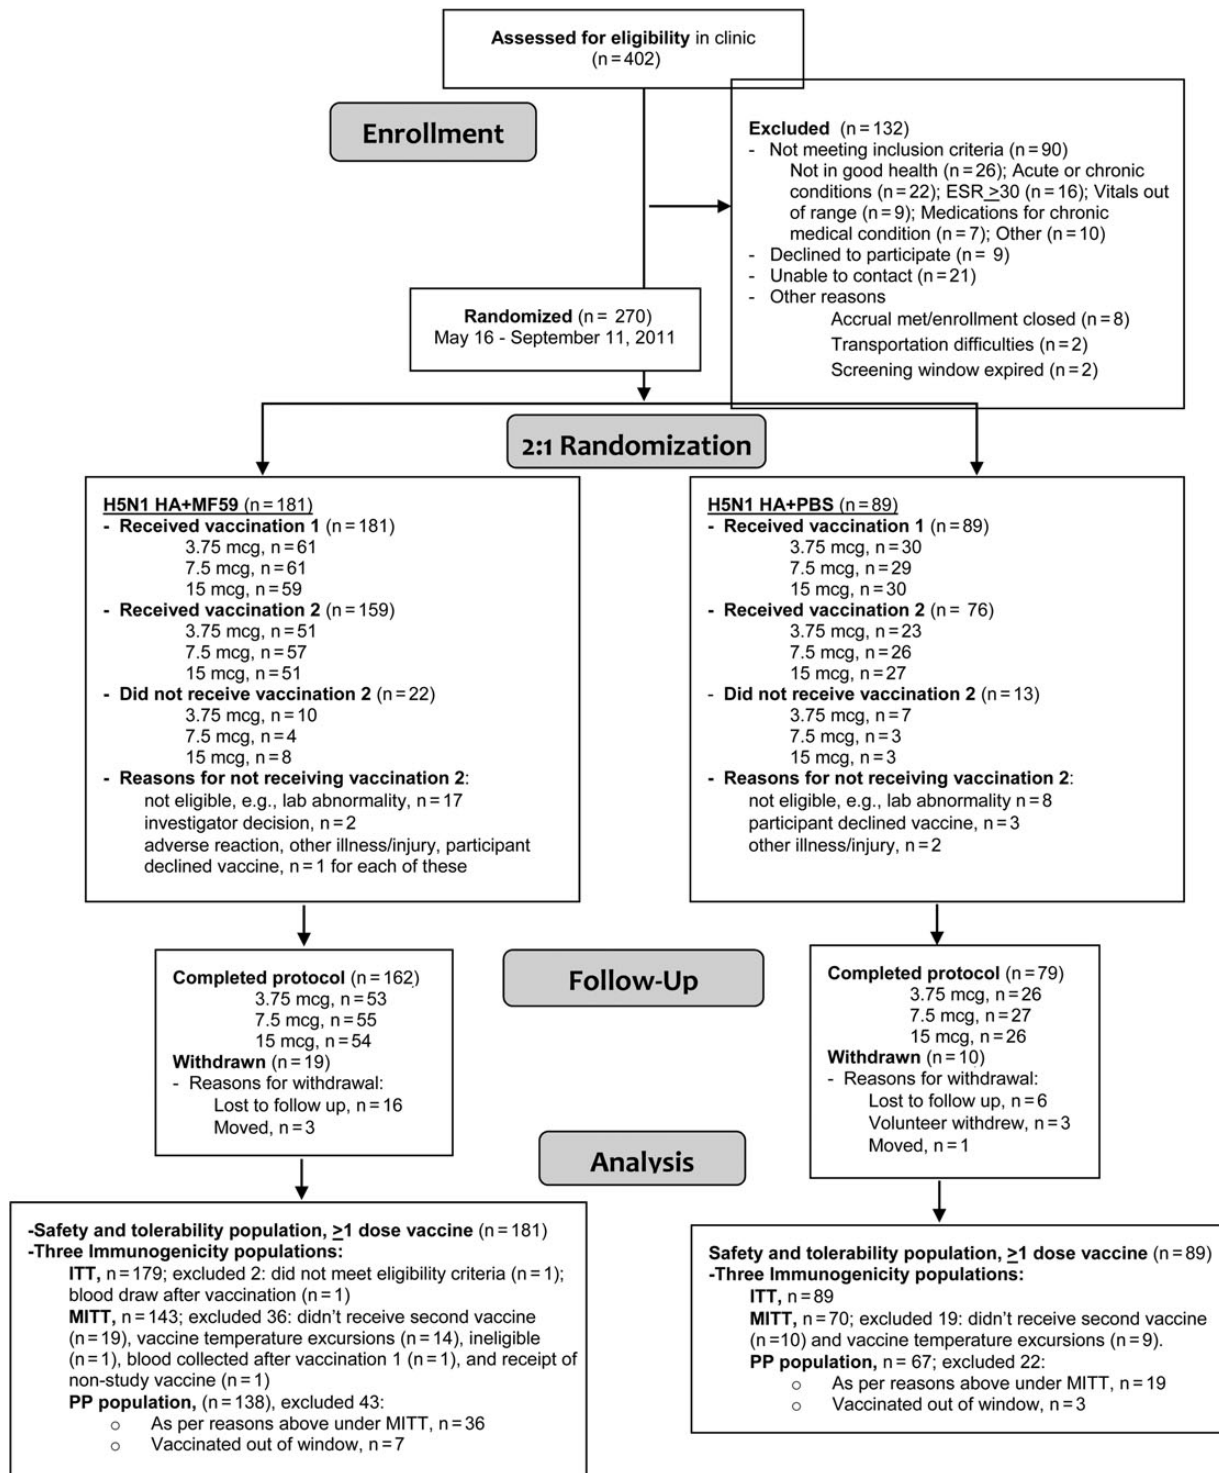 Assessed for eligibility in clinic
(n=402)
Enrollment
Excluded (n=132)
- Not meeting inclusion criteria (n=90)
Not in good health (n=26); Acute or chronic
conditions (n=22); ESR ≥30 (n=16); Vitals out
of range (n=9); Medications for chronic
medical condition (n=7); Other (n=10)
- Declined to participate (n= 9)
- Unable to contact (n=21)
- Other reasons
Accrual met/enrollment closed (n=8)
Transportation difficulties (n=2)
Screening window expired (n=2)
Randomized (n= 270)
May 16 - September 11, 2011
2:1 Randomization
H5N1 HA+MF59 (n=181)
- Received vaccination 1 (n=181)
3.75 mcg, n=61
7.5 mcg, n=61
15 mcg, n=59
- Received vaccination 2 (n=159)
3.75 mcg, n=51
7.5 mcg, n=57
15 mcg, n=51
- Did not receive vaccination 2 (n=22)
3.75 mcg, n=10
7.5 mcg, n=4
15 mcg, n=8
- Reasons for not receiving vaccination 2:
not eligible, e.g., lab abnormality, n=17
investigator decision, n=2
adverse reaction, other illness/injury, participant
declined vaccine, n=1 for each of these
H5N1 HA+PBS (n=89)
- Received vaccination 1 (n=89)
3.75 mcg, n=30
7.5 mcg, n=29
15 mcg, n=30
- Received vaccination 2 (n= 76)
3.75 mcg, n=23
7.5 mcg, n=26
15 mcg, n=27
- Did not receive vaccination 2 (n=13)
3.75 mcg, n=7
7.5 mcg, n=3
15 mcg, n=3
- Reasons for not receiving vaccination 2:
not eligible, e.g., lab abnormality n=8
participant declined vaccine, n=3
other illness/injury, n=2
Follow-Up
Completed protocol (n=162)
3.75 mcg, n=53
7.5 mcg, n=55
15 mcg, n=54
Withdrawn (n=19)
- Reasons for withdrawal:
Lost to follow up, n=16
Moved, n=3
Completed protocol (n=79)
3.75 mcg, n=26
7.5 mcg, n=27
15 mcg, n=26
Withdrawn (n=10)
- Reasons for withdrawal:
Lost to follow up, n=6
Volunteer withdrew, n=3
Moved, n=1
Analysis
-Safety and tolerability population, ≥1 dose vaccine (n=181)
-Three Immunogenicity populations:
ITT, n=179; excluded 2: did not meet eligibility criteria (n=1);
blood draw after vaccination (n=1)
MITT, n=143; excluded 36: didn't receive second vaccine
(n=19), vaccine temperature excursions (n=14), ineligible
(n=1), blood collected after vaccination 1 (n=1), and receipt of
non-study vaccine (n=1)
PP population, (n=138), excluded 43:
o As per reasons above under MITT, n=36
o Vaccinated out of window, n=7
Safety and tolerability population, ≥1 dose vaccine (n=89)
-Three Immunogenicity populations:
ITT, n=89
MITT, n=70; excluded 19: didn't receive second vaccine
(n=10) and vaccine temperature excursions (n=9).
PP population, n=67; excluded 22:
o As per reasons above under MITT, n=19
o Vaccinated out of window, n=3